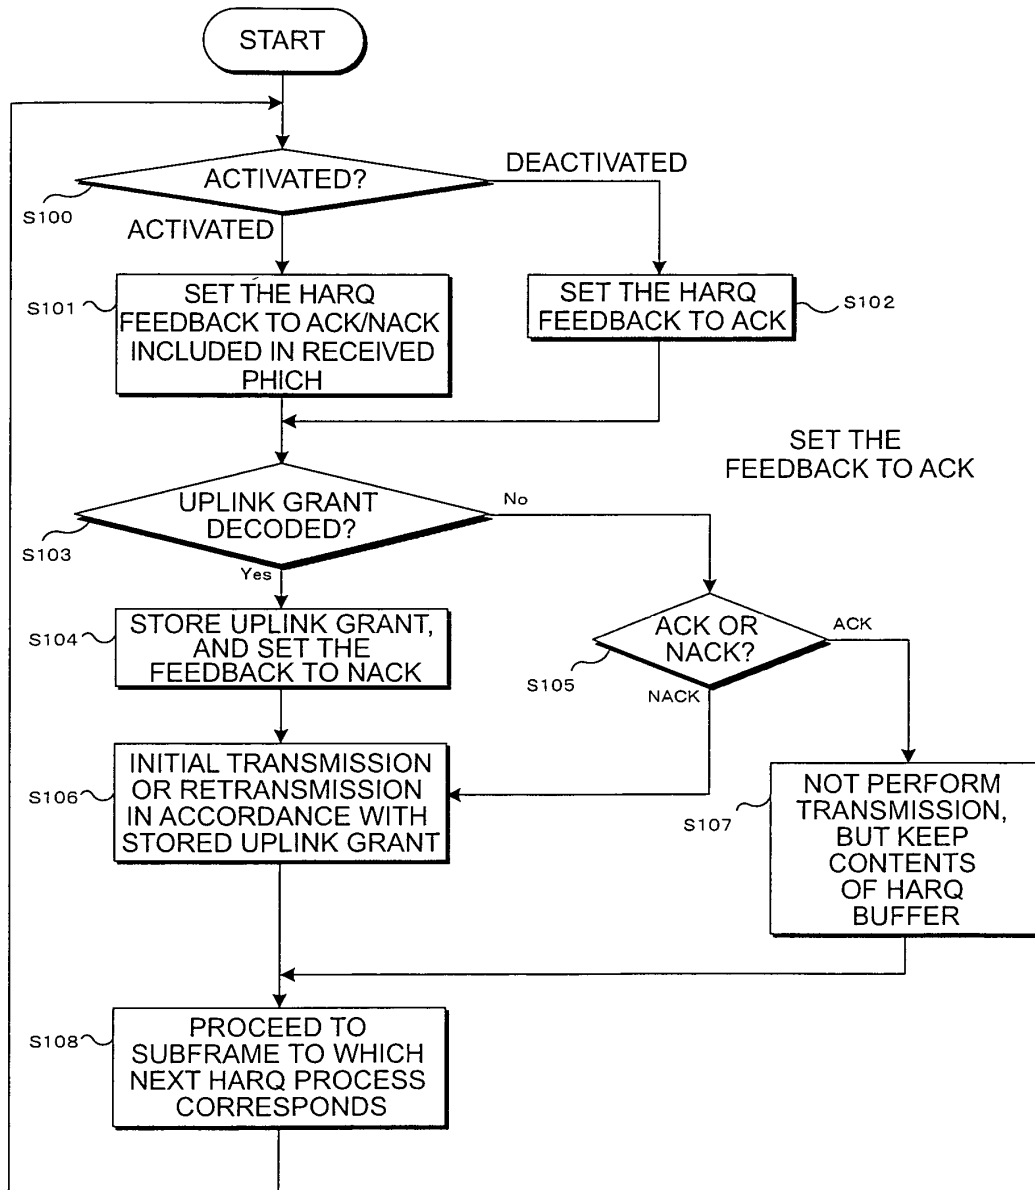 START
ACTIVATED?
DEACTIVATED
S100
ACTIVATED
S101
SET THE HARQ
FEEDBACK TO ACK/NACK
INCLUDED IN RECEIVED
PHICH
SET THE HARQ
FEEDBACK TO ACK
S102
SET THE
FEEDBACK TO ACK
UPLINK GRANT
DECODED?
No
S103
Yes
S104
STORE UPLINK GRANT,
AND SET THE
FEEDBACK TO NACK
ACK OR
NACK?
ACK
S105
NACK
S106
INITIAL TRANSMISSION
OR RETRANSMISSION
IN ACCORDANCE WITH
STORED UPLINK GRANT
S107
NOT PERFORM
TRANSMISSION,
BUT KEEP
CONTENTS
OF HARQ
BUFFER
S108
PROCEED TO
SUBFRAME TO WHICH
NEXT HARQ PROCESS
CORRESPONDS